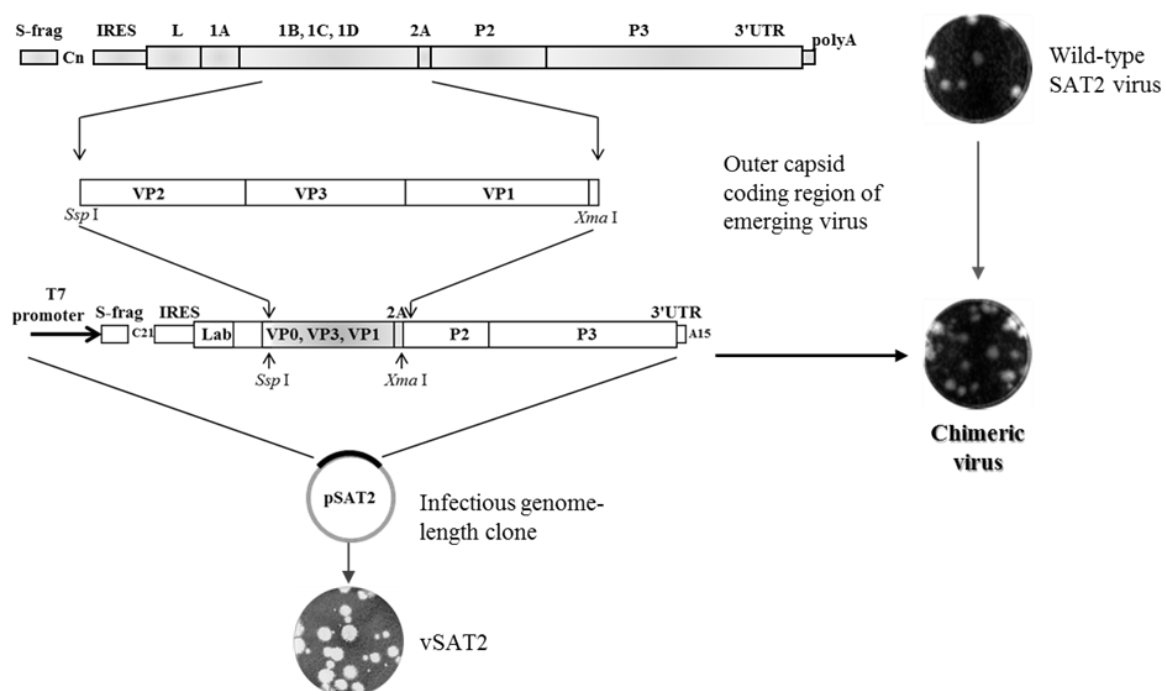 S-frag Cn IRES L 1A 1B, 1C, 1D 2A P2 P3 3'UTR polyA
Wild-type
SAT2 virus
VP2 VP3 VP1
Ssp I Xma I
Outer capsid
coding region of
emerging virus
T7
promoter
S-frag C21 IRES Lab VP0, VP3, VP1 2A P2 P3 3'UTR A15
Ssp I Xma I
Chimeric
virus
pSAT2
Infectious genome-
length clone
vSAT2